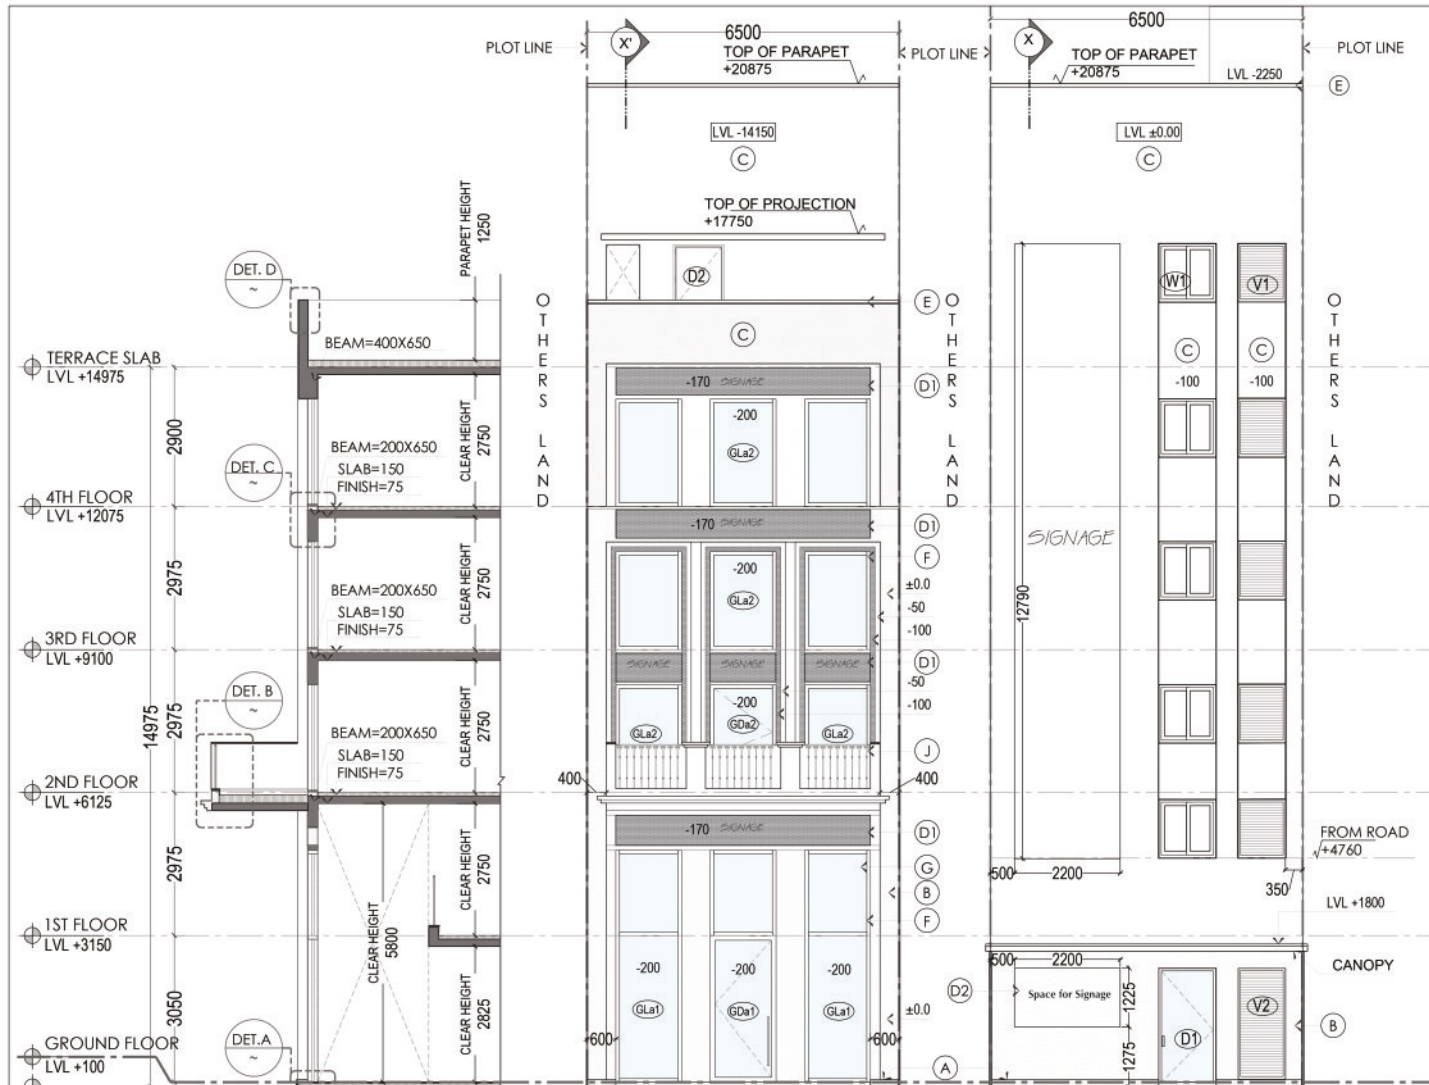 6500
6500
PLOT LINE
X'
TOP OF PARAPET
+20875
PLOT LINE
X
TOP OF PARAPET
+20875
LVL -2250
PLOT LINE
E
LVL -14150
C
LVL ±0.00
C
PARAPET HEIGHT
1250
TOP OF PROJECTION
+17750
DET. D
~
D2
W1
V1
E
OTHERS LAND
OTHERS LAND
OTHERS LAND
C
C
C
BEAM=400X650
TERRACE SLAB
LVL +14975
-170 SIGNAGE
D1
-100
-100
2900
CLEAR HEIGHT
2750
-200
GLa2
BEAM=200X650
SLAB=150
FINISH=75
DET. C
~
4TH FLOOR
LVL +12075
-170 SIGNAGE
D1
SIGNAGE
12790
F
-200
GLa2
±0.0
-50
-100
2975
CLEAR HEIGHT
2750
BEAM=200X650
SLAB=150
FINISH=75
3RD FLOOR
LVL +9100
SIGNAGE
SIGNAGE
SIGNAGE
D1
-50
-100
DET. B
~
14975
2975
CLEAR HEIGHT
2750
-200
GLa2
GDa2
GLa2
BEAM=200X650
SLAB=150
FINISH=75
J
2ND FLOOR
LVL +6125
400
400
-170 SIGNAGE
D1
FROM ROAD
+4760
G
500
2200
350
B
2975
CLEAR HEIGHT
2750
F
LVL +1800
1ST FLOOR
LVL +3150
CLEAR HEIGHT
5800
-200
-200
-200
GLa1
GDa1
GLa1
500
2200
CANOPY
D2
Space for Signage
1225
±0.0
V2
3050
CLEAR HEIGHT
2825
600
600
D1
B
1275
GROUND FLOOR
LVL +100
DET.A
~
A